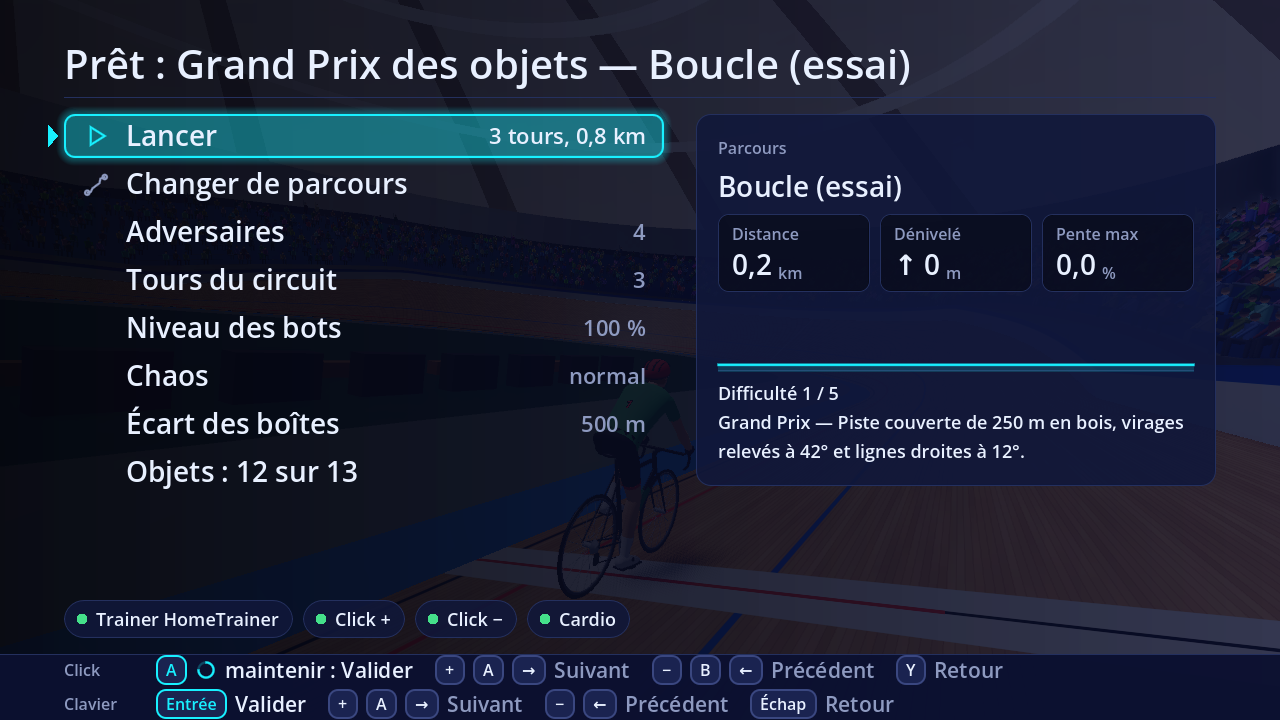 Prêt : Grand Prix des objets — Boucle (essai)
Lancer 3 tours, 0,8 km
Changer de parcours
Adversaires 4
Tours du circuit 3
Niveau des bots 100 %
Chaos normal
Écart des boîtes 500 m
Objets : 12 sur 13
Parcours
Boucle (essai)
Distance Dénivelé Pente max
0,2 km ↑ 0 m 0,0 %
Difficulté 1 / 5
Grand Prix — Piste couverte de 250 m en bois, virages
relevés à 42° et lignes droites à 12°.
Trainer HomeTrainer Click + Click − Cardio
Click A maintenir : Valider + A → Suivant − B ← Précédent Y Retour
Clavier Entrée Valider + A → Suivant − ← Précédent Échap Retour